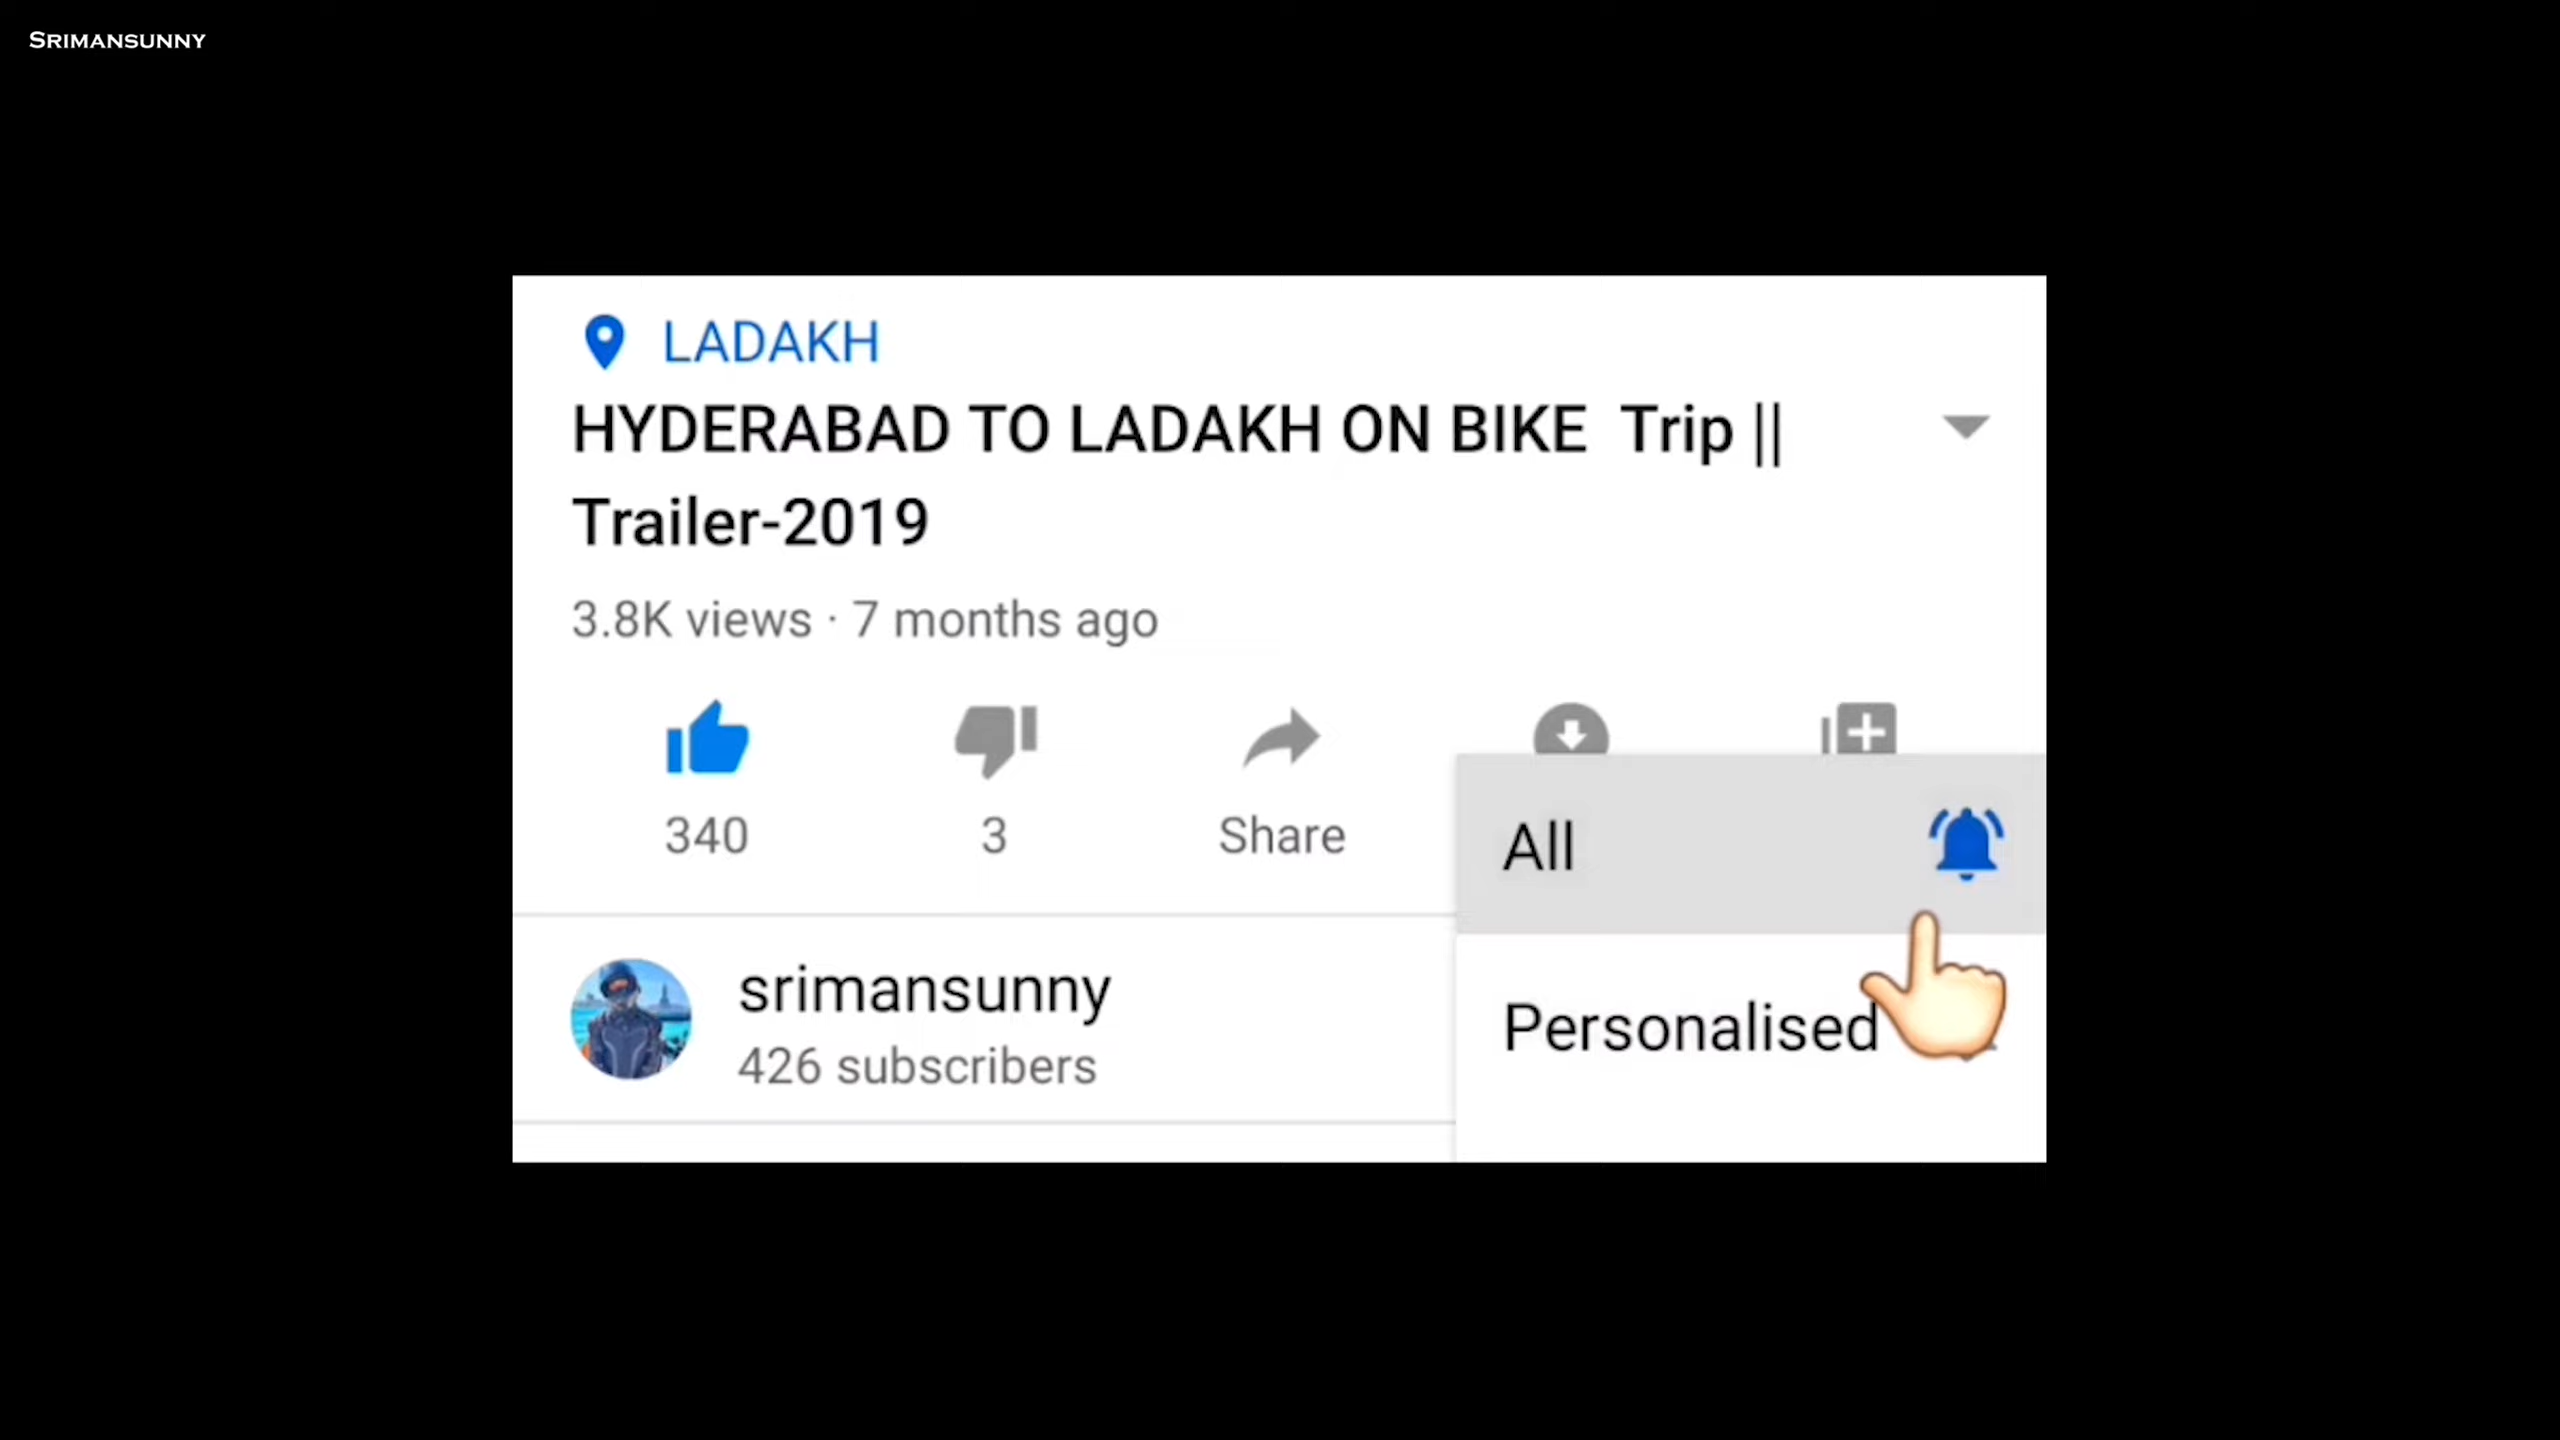 SRIMANSUNNY
LADAKH
HYDERABAD TO LADAKH ON BIKE Trip ||
Trailer-2019
3.8K views · 7 months ago
340
3
Share
All
srimansunny
Personalised
426 subscribers